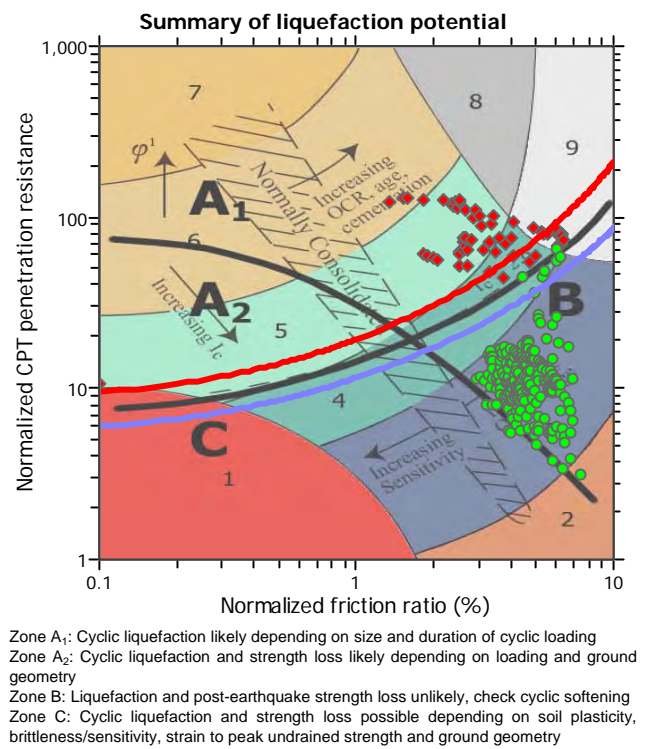 Summary of liquefaction potential
1,000
100
10
1
Normalized CPT penetration resistance
7
8
9
φ¹
Normally Consolidated
Increasing
OCR, age,
cementation
A1
6
A2
Increasing Ic
5
B
4
C
Increasing
Sensitivity
1
2
0.1
1
10
Normalized friction ratio (%)
Zone A1: Cyclic liquefaction likely depending on size and duration of cyclic loading
Zone A2: Cyclic liquefaction and strength loss likely depending on loading and ground
geometry
Zone B: Liquefaction and post-earthquake strength loss unlikely, check cyclic softening
Zone C: Cyclic liquefaction and strength loss possible depending on soil plasticity,
brittleness/sensitivity, strain to peak undrained strength and ground geometry